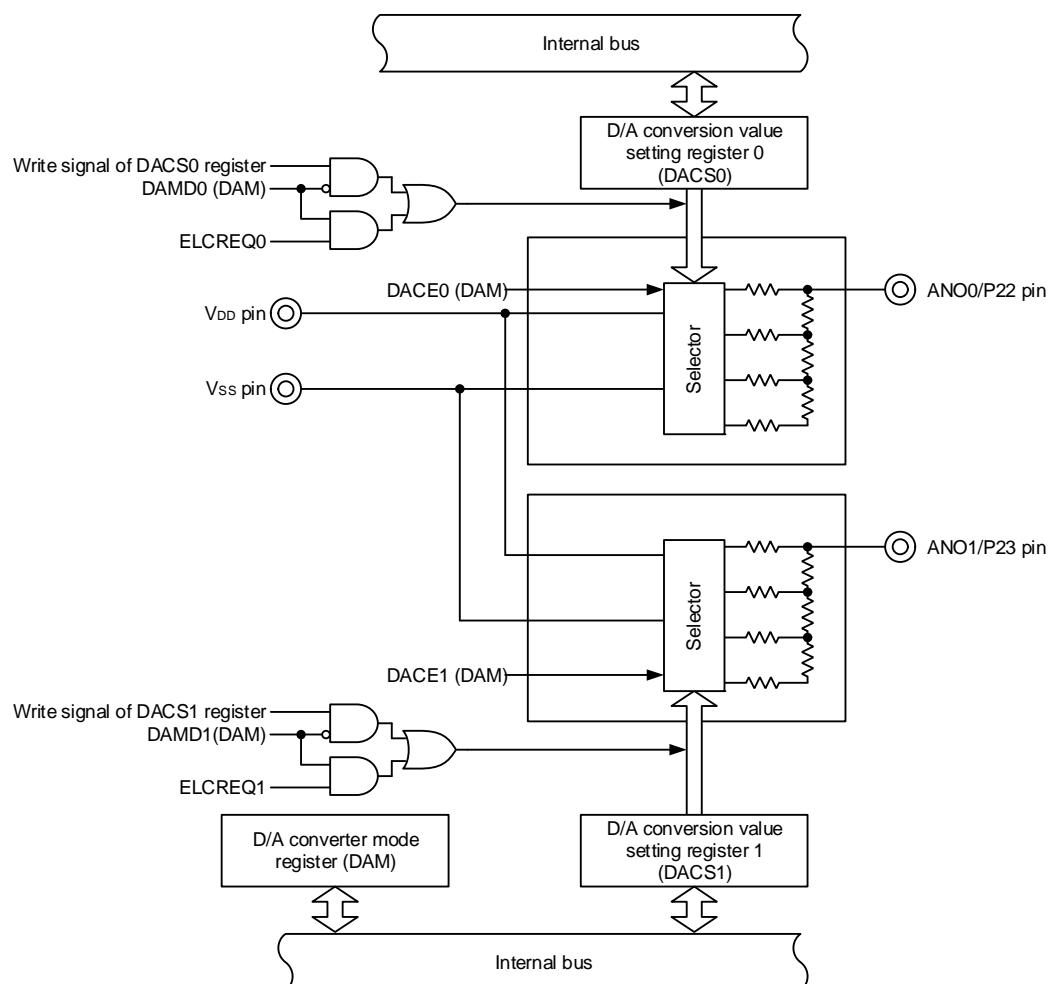 Internal bus
D/A conversion value
setting register 0
(DACS0)
Write signal of DACS0 register
DAMD0 (DAM)
ELCREQ0
DACE0 (DAM)
VDD pin
VSS pin
Selector
ANO0/P22 pin
Selector
ANO1/P23 pin
DACE1 (DAM)
Write signal of DACS1 register
DAMD1(DAM)
ELCREQ1
D/A converter mode
register (DAM)
D/A conversion value
setting register 1
(DACS1)
Internal bus